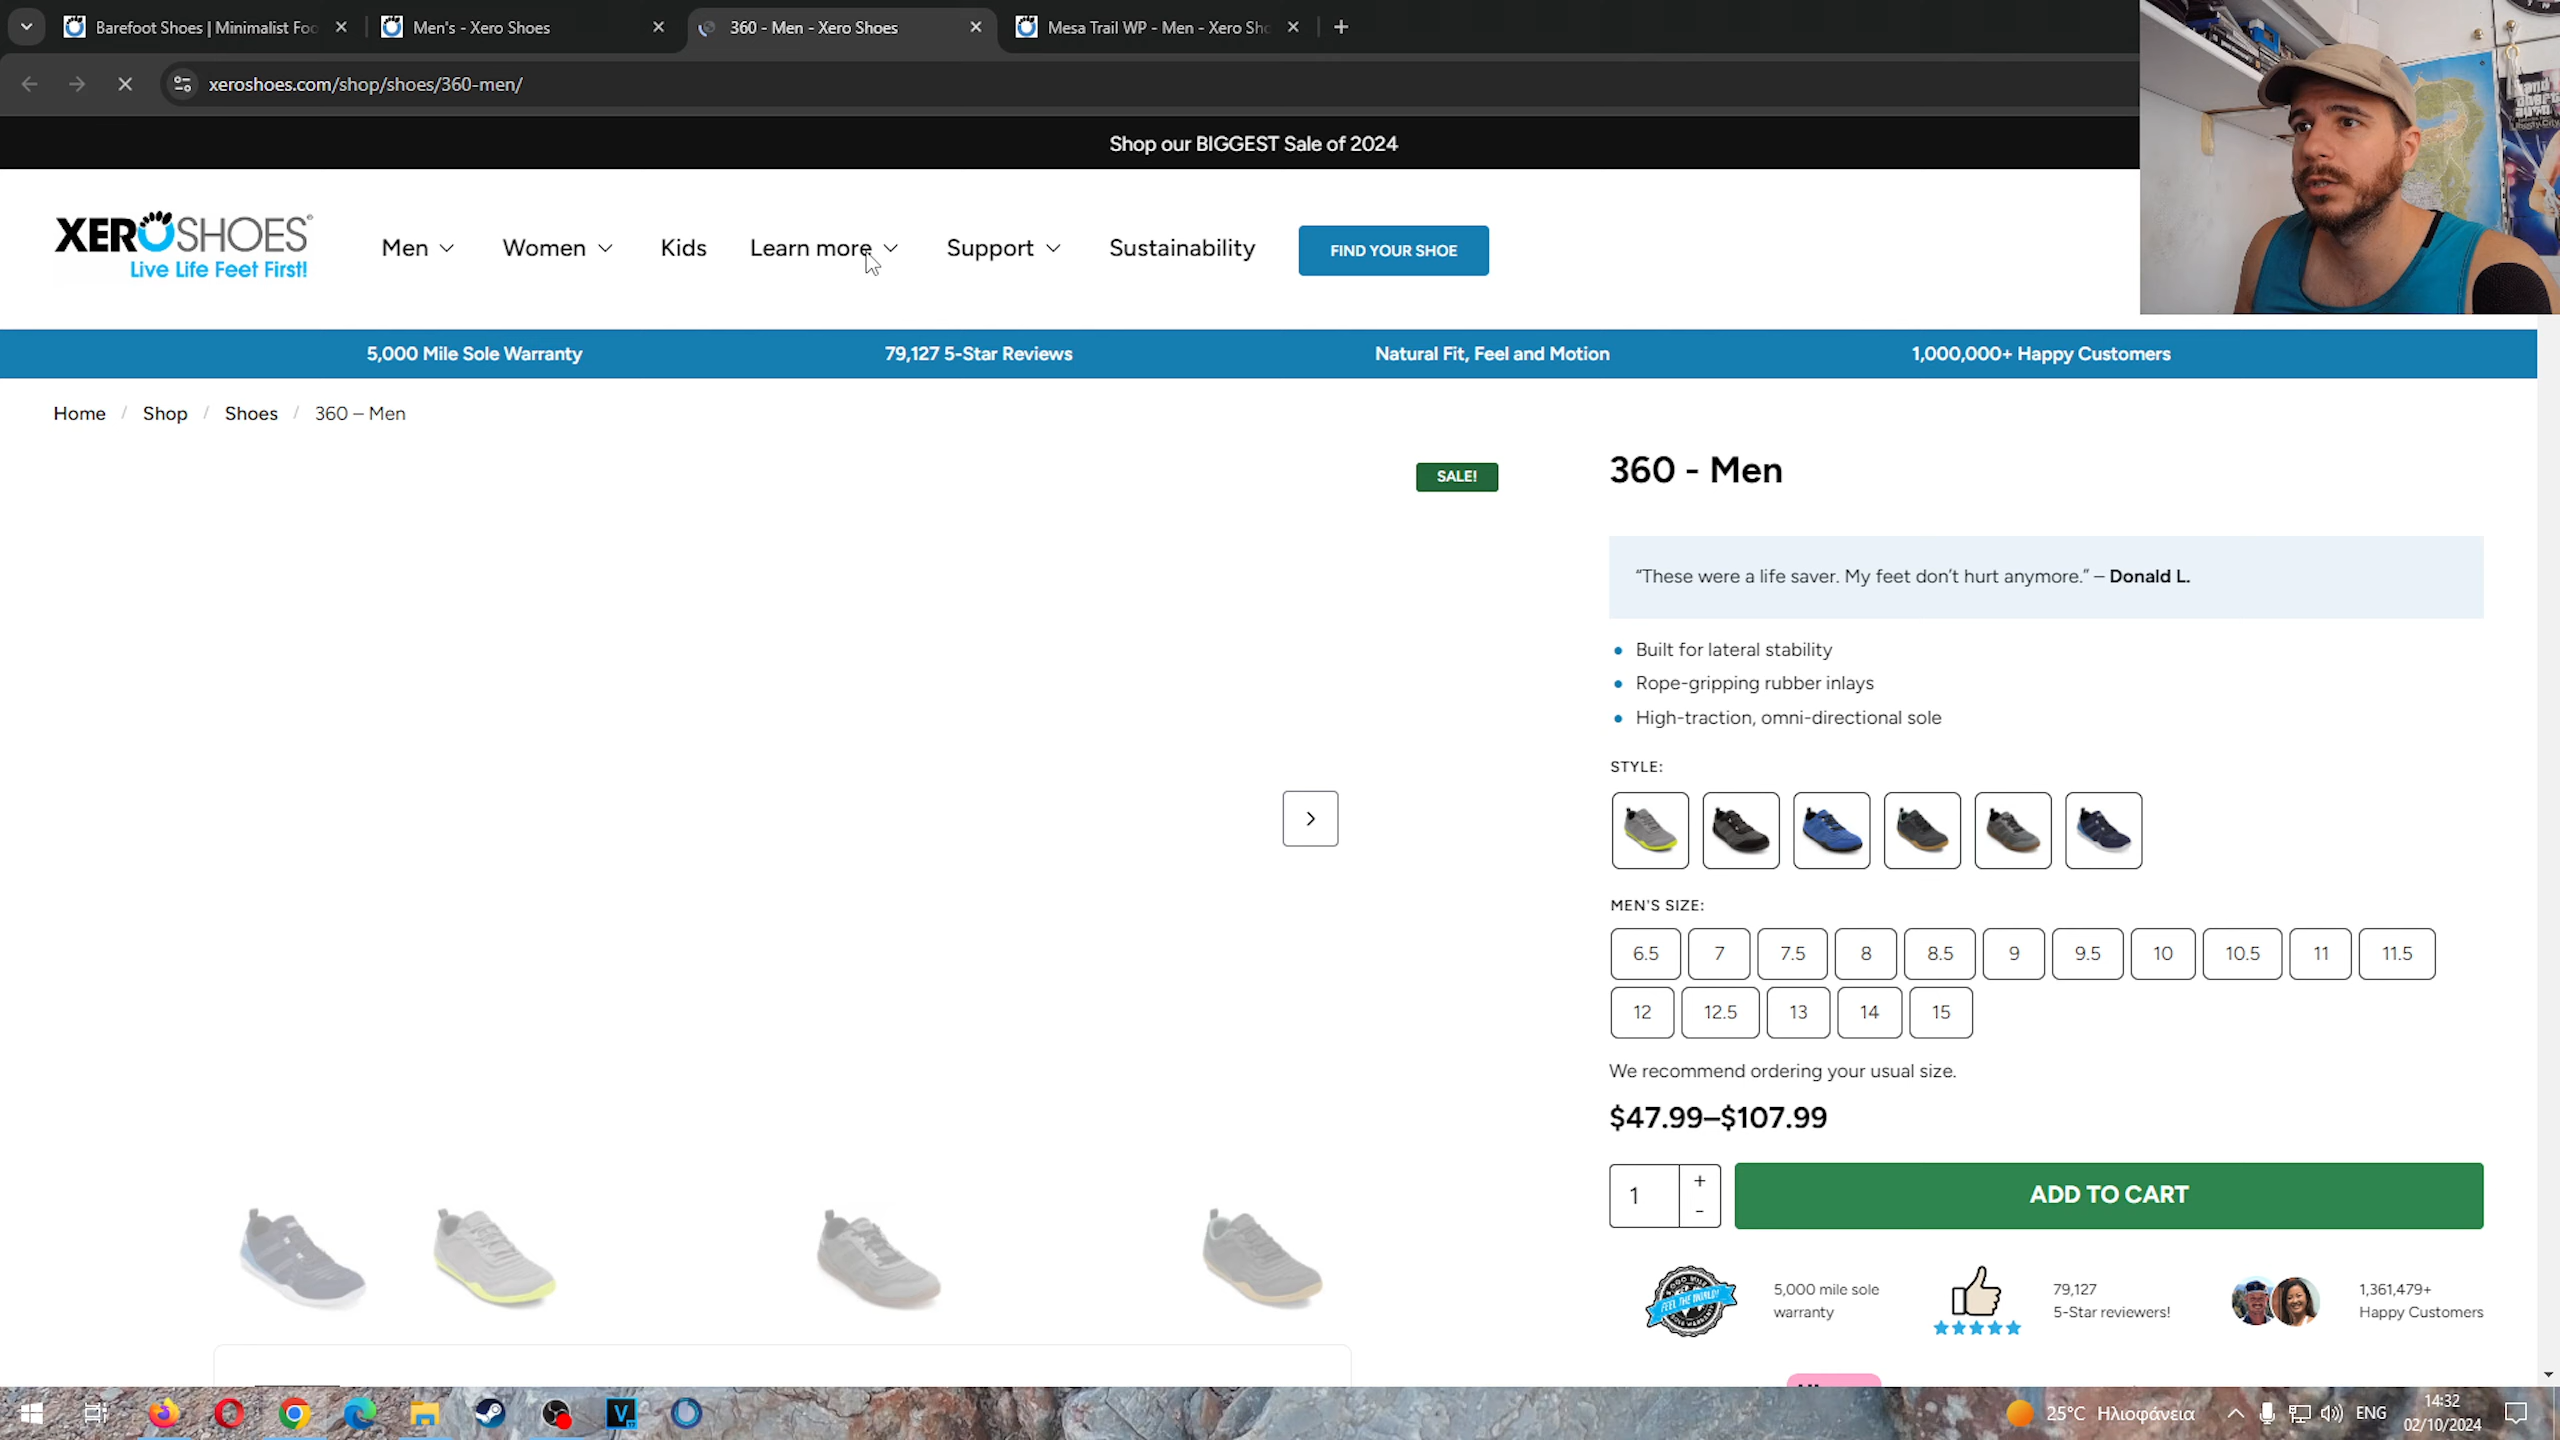 Barefoot Shoes | Minimalist Foo
Men's - Xero Shoes
360 - Men - Xero Shoes
Mesa Trail WP - Men - Xero Sho
xeroshoes.com/shop/shoes/360-men/
Shop our BIGGEST Sale of 2024
XEROSHOES®
Live Life Feet First!
Men
Women
Kids
Learn more
Support
Sustainability
FIND YOUR SHOE
5,000 Mile Sole Warranty
79,127 5-Star Reviews
Natural Fit, Feel and Motion
1,000,000+ Happy Customers
Home / Shop / Shoes / 360 – Men
SALE!
360 - Men
“These were a life saver. My feet don’t hurt anymore.” – Donald L.
Built for lateral stability
Rope-gripping rubber inlays
High-traction, omni-directional sole
STYLE:
MEN'S SIZE:
6.5 7 7.5 8 8.5 9 9.5 10 10.5 11 11.5
12 12.5 13 14 15
We recommend ordering your usual size.
$47.99–$107.99
1 + -
ADD TO CART
FEEL THE WORLD!
5,000 mile sole
warranty
79,127
5-Star reviewers!
1,361,479+
Happy Customers
25°C Ηλιοφάνεια
ENG
14:32
02/10/2024